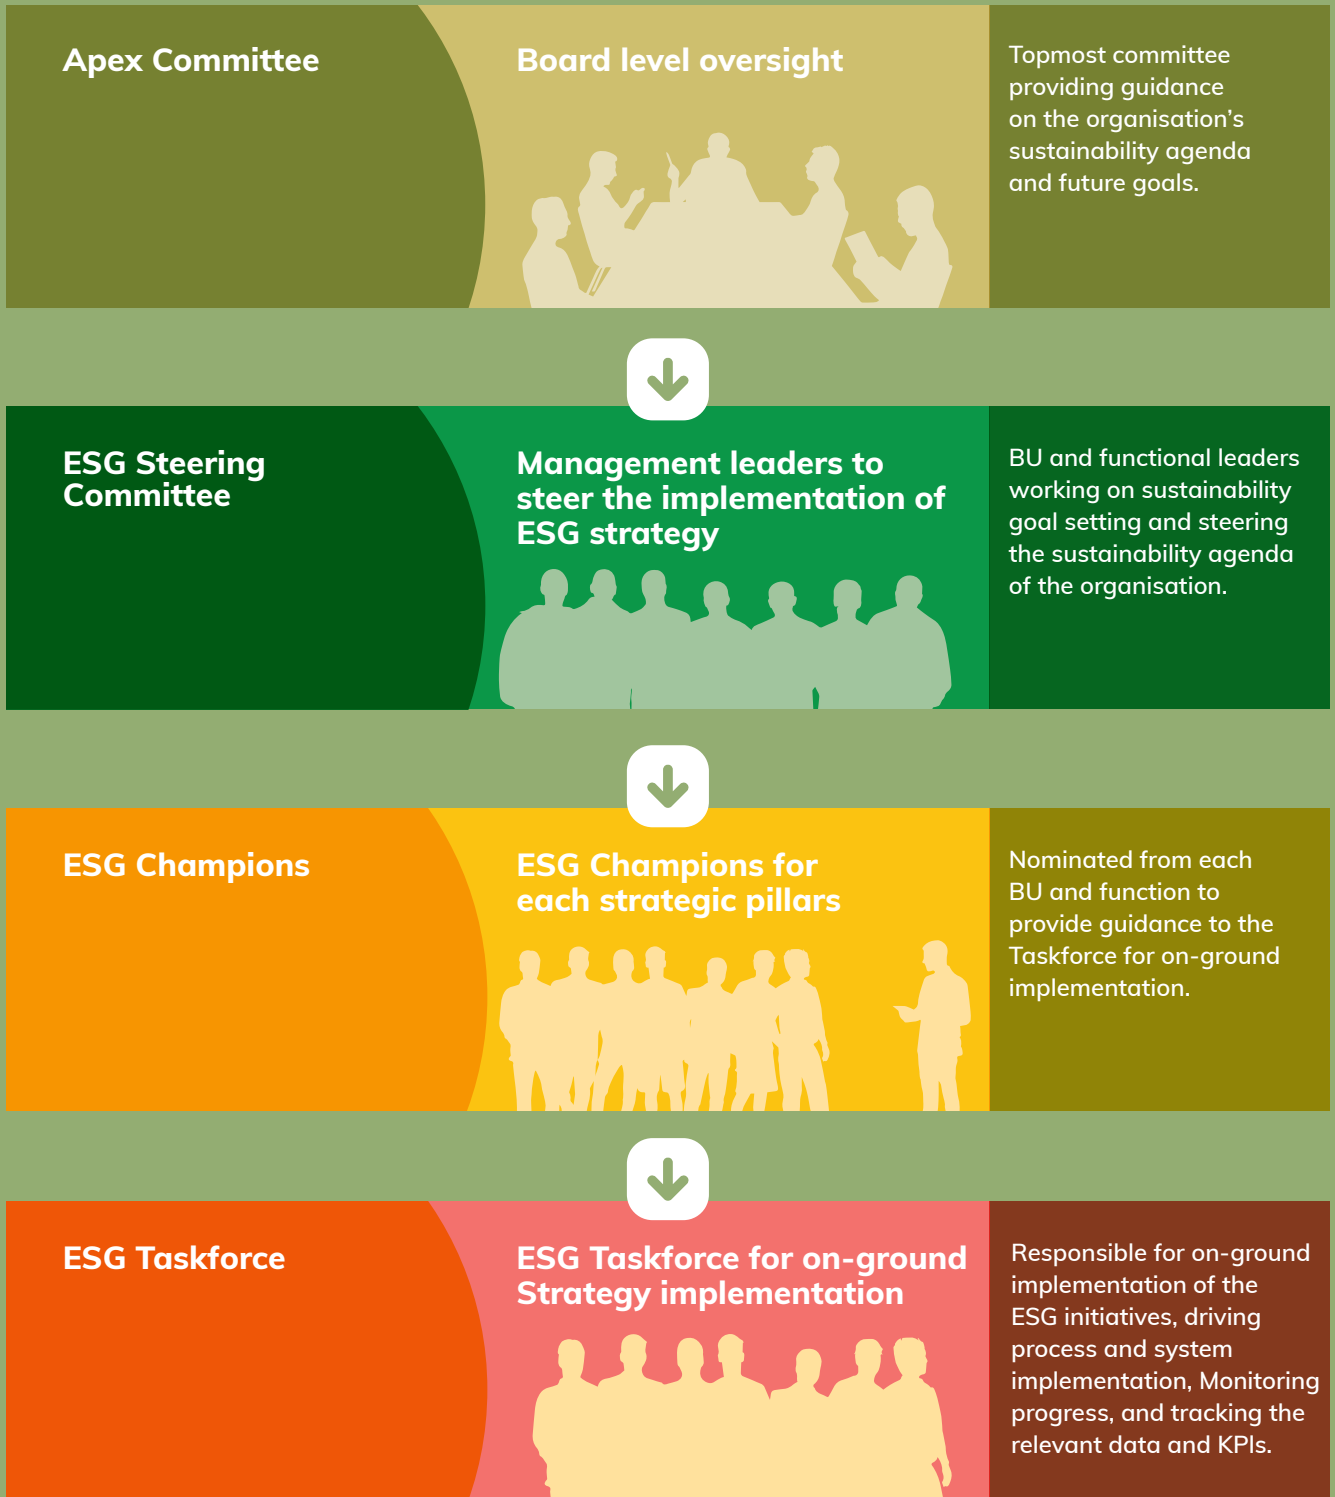 Apex Committee
Board level oversight
Topmost committee
providing guidance
on the organisation’s
sustainability agenda
and future goals.
ESG Steering
Committee
Management leaders to
steer the implementation of
ESG strategy
BU and functional leaders
working on sustainability
goal setting and steering
the sustainability agenda
of the organisation.
ESG Champions
ESG Champions for
each strategic pillars
Nominated from each
BU and function to
provide guidance to the
Taskforce for on-ground
implementation.
ESG Taskforce
ESG Taskforce for on-ground
Strategy implementation
Responsible for on-ground
implementation of the
ESG initiatives, driving
process and system
implementation, Monitoring
progress, and tracking the
relevant data and KPIs.